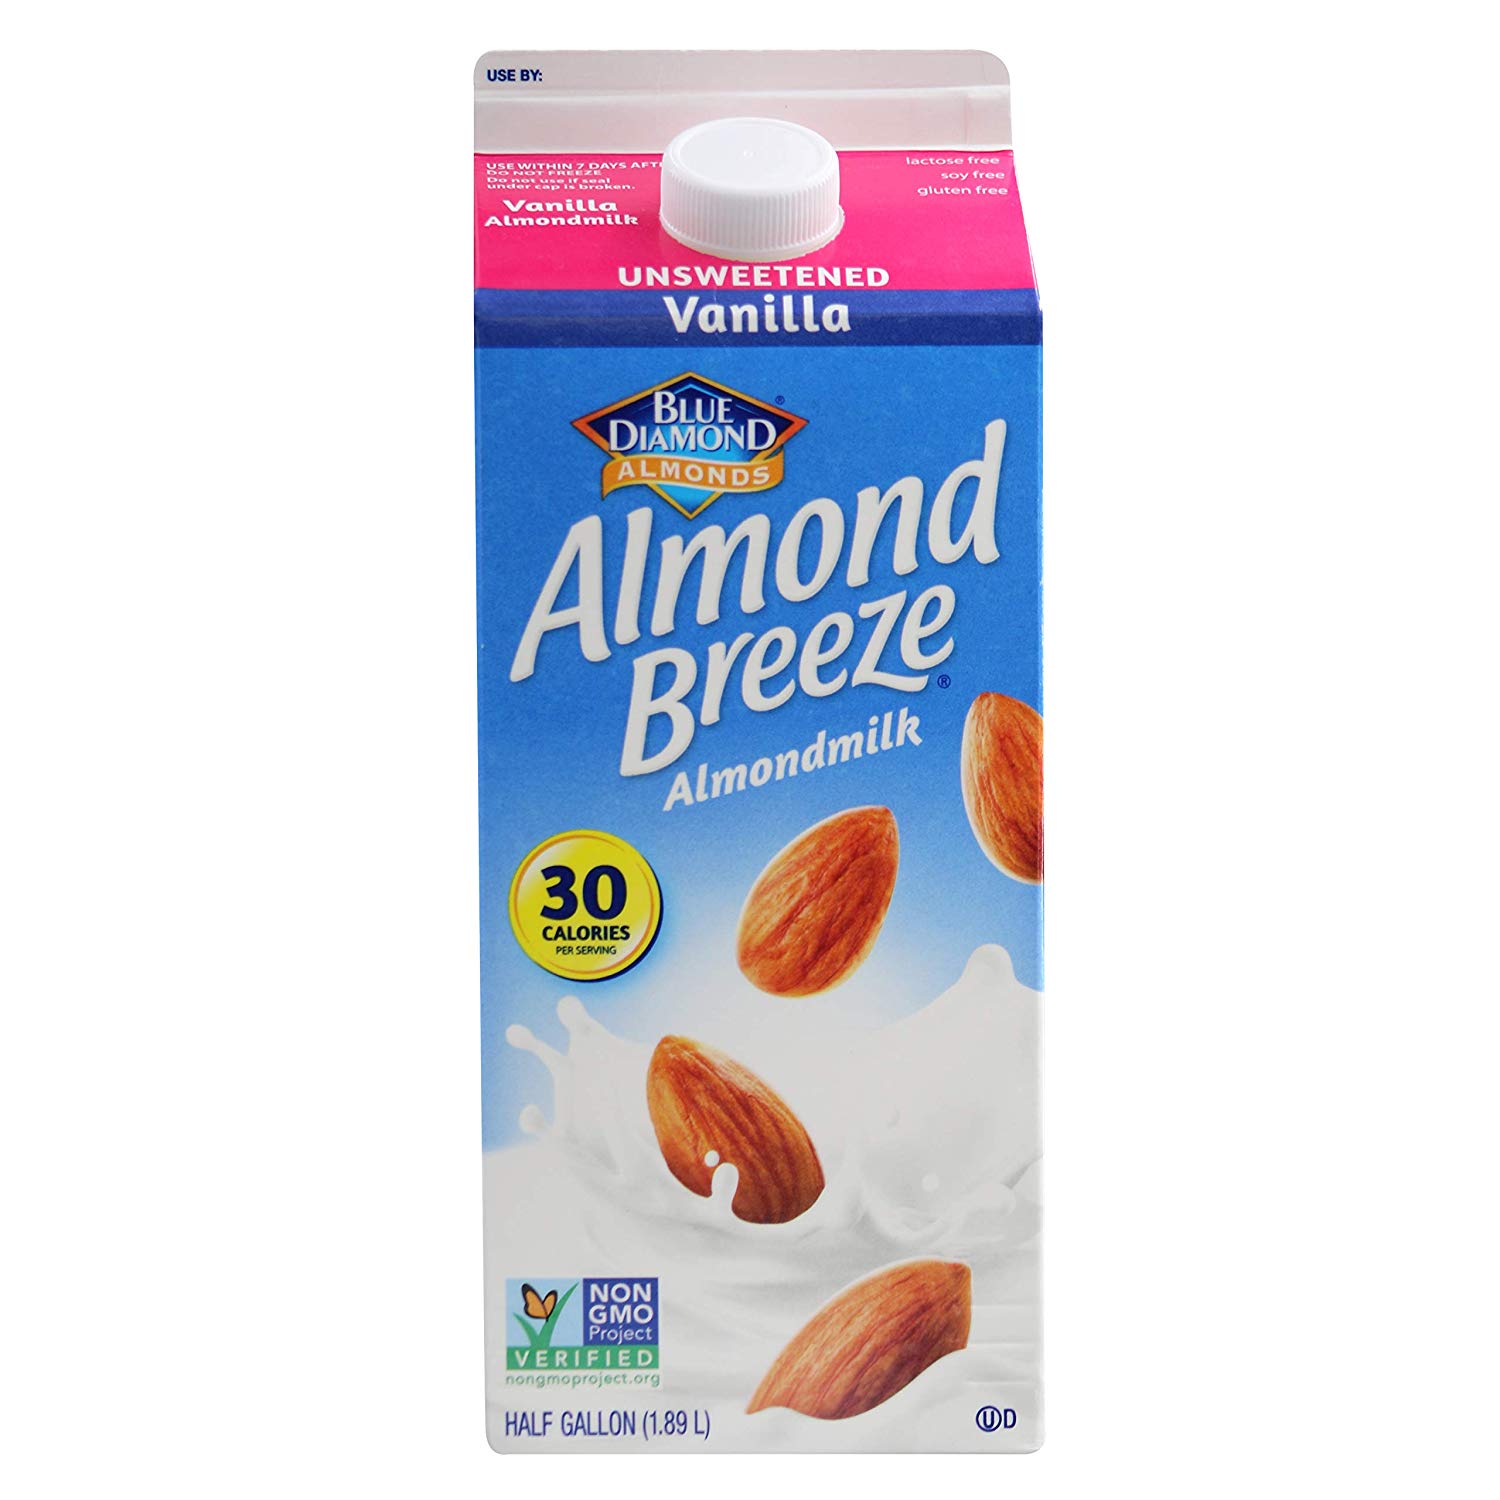 USE BY:
USE WITHIN 7 DAYS
DO NOT FREEZE
Do not use if seal
under cap is broken.
Vanilla
Almondmilk
lactose free
soy free
gluten free
UNSWEETENED
Vanilla
BLUE
DIAMOND
ALMONDS
®
Almond
Breeze
®
Almondmilk
30
CALORIES
PER SERVING
NON
GMO
Project
VERIFIED
nongmoproject.org
HALF GALLON (1.89 L)
Ⓤ D